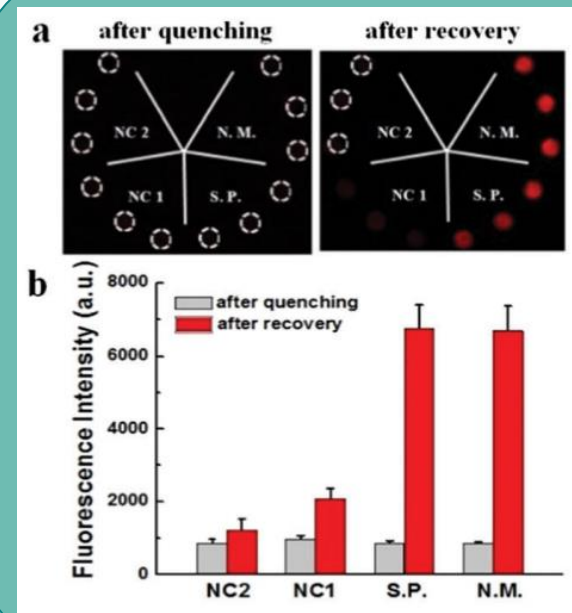 a after quenching after recovery
NC 2 N. M. NC 2 N. M.
NC 1 S. P. NC 1 S. P.
b
8000
after quenching
after recovery
6000
4000
2000
0
Fluorescence Intensity (a.u.)
NC2 NC1 S.P. N.M.